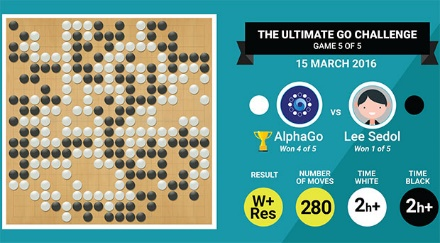 THE ULTIMATE GO CHALLENGE
GAME 5 OF 5
15 MARCH 2016
VS
AlphaGo
Won 4 of 5
Lee Sedol
Won 1 of 5
RESULT
W+
Res
NUMBER
OF MOVES
280
TIME
WHITE
2h+
TIME
BLACK
2h+